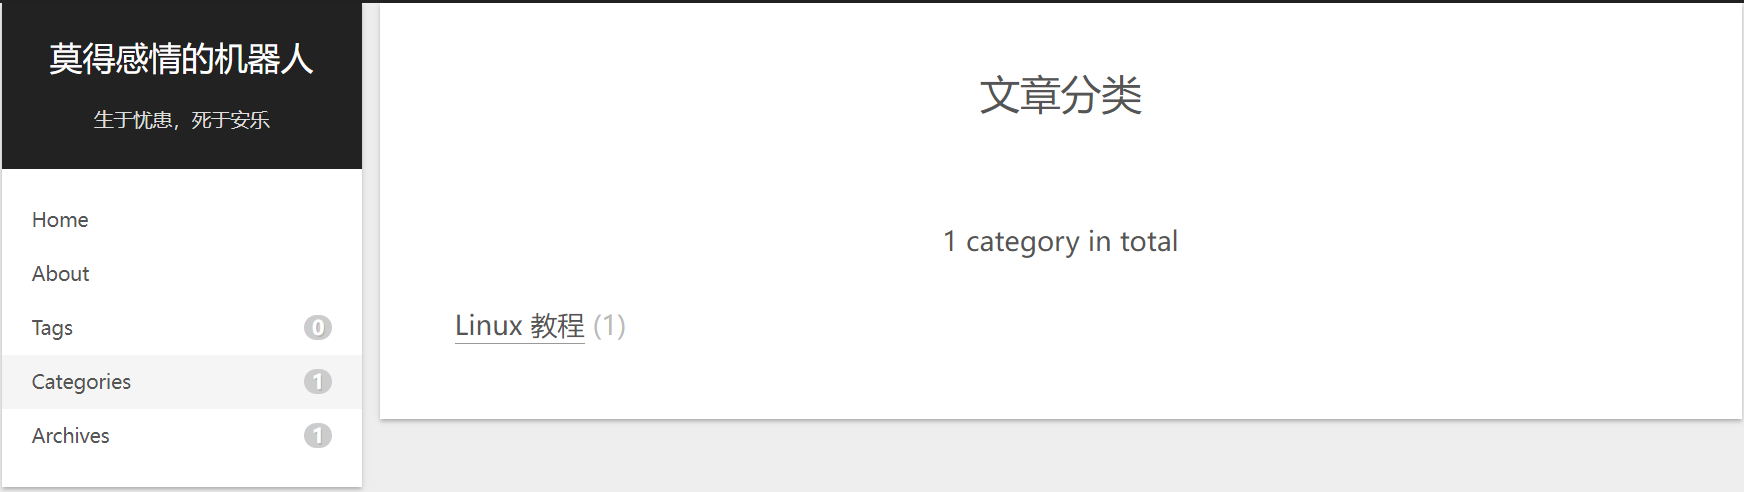 莫得感情的机器人
生于忧患，死于安乐
Home
About
Tags 0
Categories 1
Archives 1
文章分类
1 category in total
Linux 教程 (1)